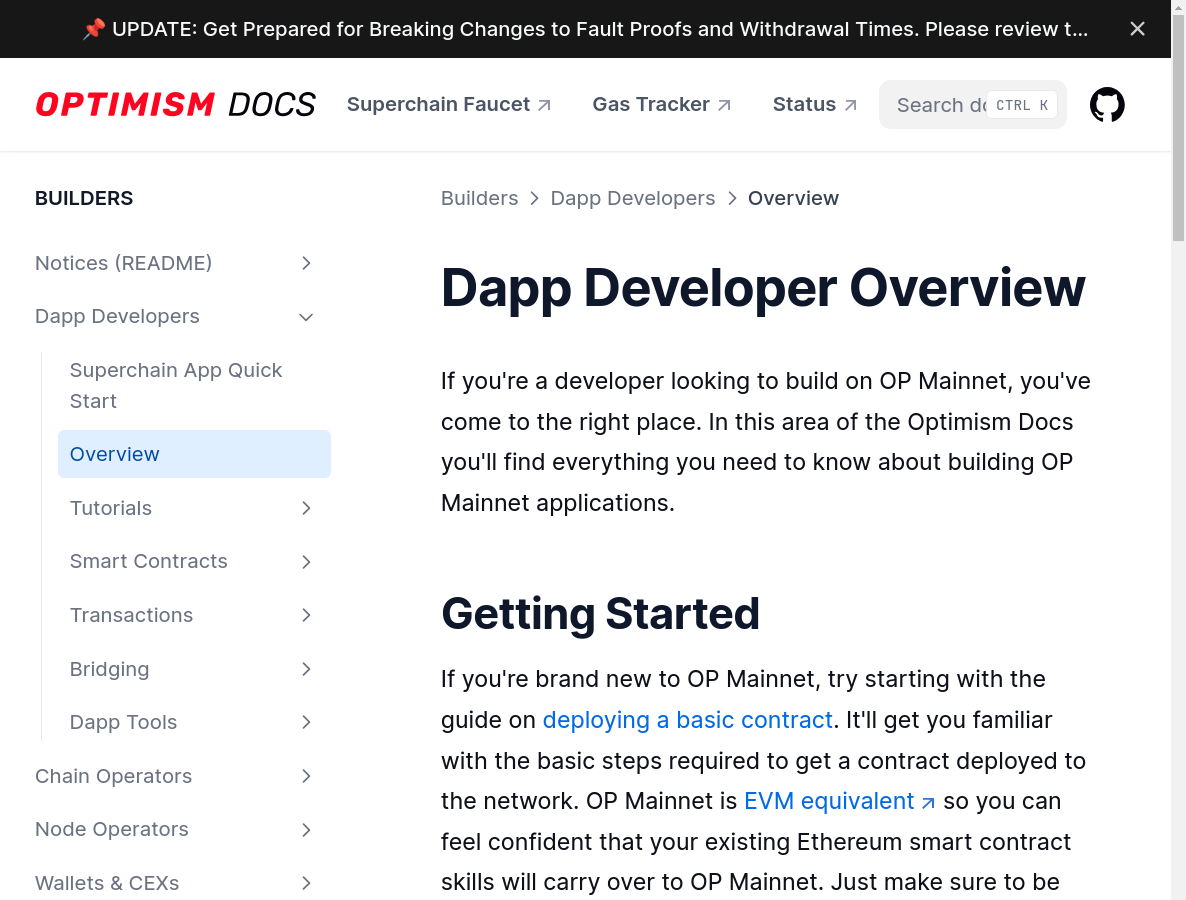 📌 UPDATE: Get Prepared for Breaking Changes to Fault Proofs and Withdrawal Times. Please review t...
OPTIMISM DOCS
Superchain Faucet
Gas Tracker
Status
Search do
CTRL K
BUILDERS
Notices (README)
Dapp Developers
Superchain App Quick
Start
Overview
Tutorials
Smart Contracts
Transactions
Bridging
Dapp Tools
Chain Operators
Node Operators
Wallets & CEXs
Builders > Dapp Developers > Overview
Dapp Developer Overview
If you're a developer looking to build on OP Mainnet, you've
come to the right place. In this area of the Optimism Docs
you'll find everything you need to know about building OP
Mainnet applications.
Getting Started
If you're brand new to OP Mainnet, try starting with the
guide on deploying a basic contract. It'll get you familiar
with the basic steps required to get a contract deployed to
the network. OP Mainnet is EVM equivalent so you can
feel confident that your existing Ethereum smart contract
skills will carry over to OP Mainnet. Just make sure to be